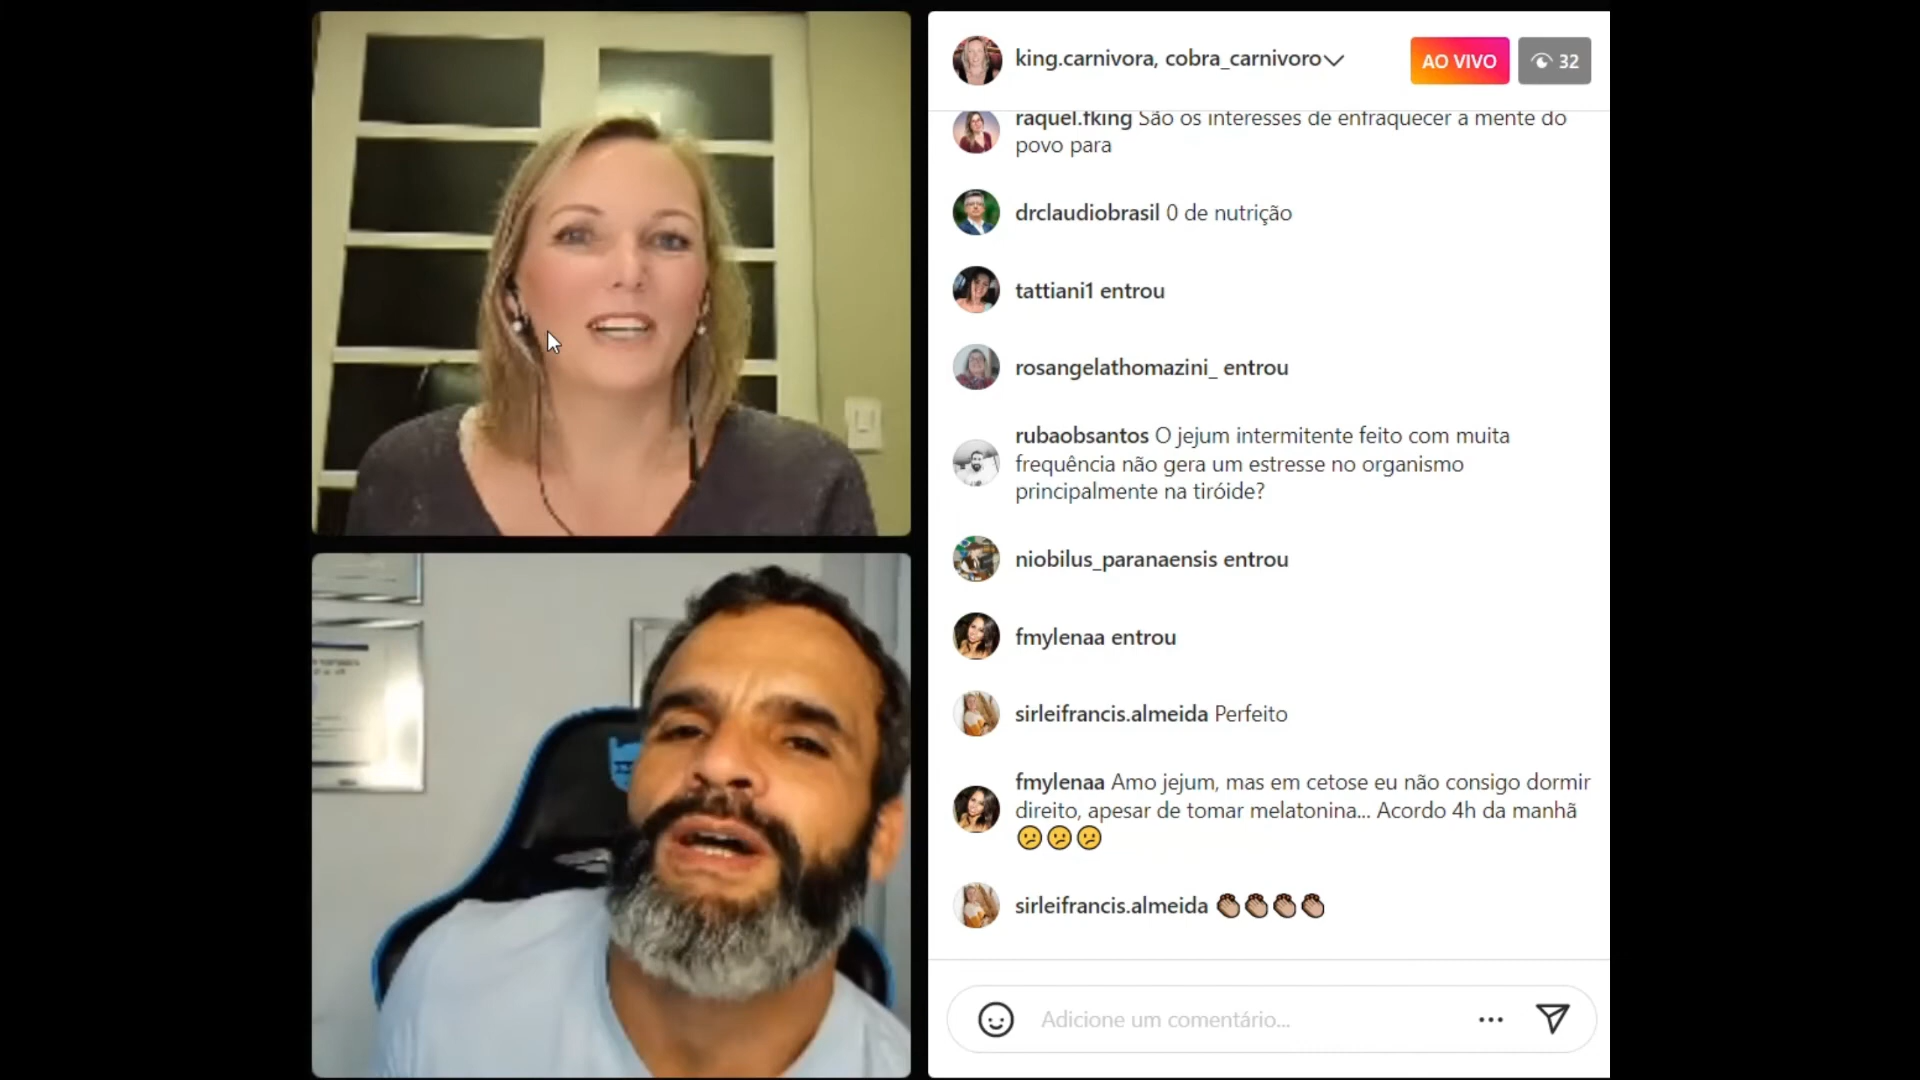 king.carnivora, cobra_carnivoro
AO VIVO
32
raquel.fking São os interesses de enfraquecer a mente do
povo para
drclaudiobrasil 0 de nutrição
tattiani1 entrou
rosangelathomazini_ entrou
rubaobsantos O jejum intermitente feito com muita
frequência não gera um estresse no organismo
principalmente na tiróide?
niobilus_paranaensis entrou
fmylenaa entrou
sirleifrancis.almeida Perfeito
fmylenaa Amo jejum, mas em cetose eu não consigo dormir
direito, apesar de tomar melatonina... Acordo 4h da manhã
😕😕😕
sirleifrancis.almeida 👏👏👏👏
Adicione um comentário...